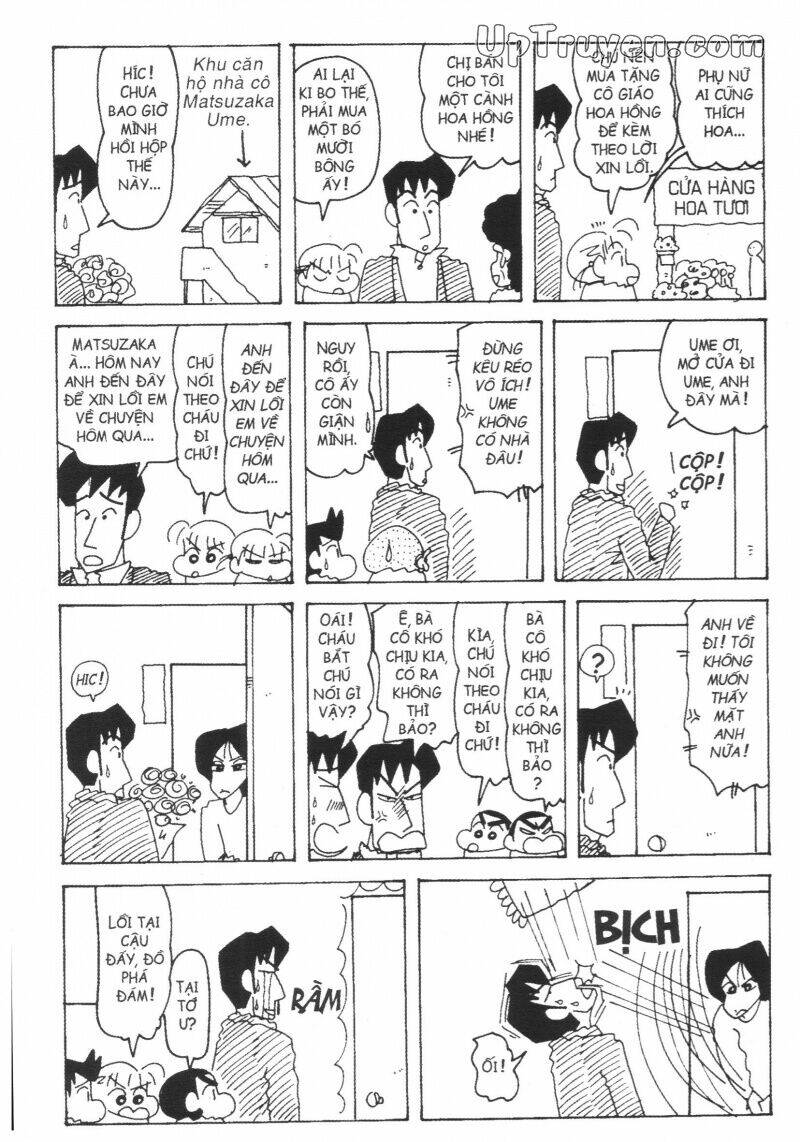 UpTruyen.com
PHỤ NỮ
AI CŨNG
THÍCH
HOA...
CHÚ NÊN
MUA TẶNG
CÔ GIÁO
HOA HỒNG
ĐỂ KÈM
THEO LỜI
XIN LỖI.
CỬA HÀNG
HOA TƯƠI
CHỊ BÁN
CHO TÔI
MỘT CÀNH
HOA HỒNG
NHÉ!
AI LẠI
KI BO THẾ,
PHẢI MUA
MỘT BÓ
MƯỜI
BÔNG
ẤY!
Khu căn
hộ nhà cô
Matsuzaka
Ume.
HÍC!
CHƯA
BAO GIỜ
MÌNH
HỒI HỘP
THẾ
NÀY...
UME ƠI,
MỞ CỬA ĐI
UME, ANH
ĐÂY MÀ!
CỘP!
CỘP!
ĐỪNG
KÊU RÉO
VÔ ÍCH!
UME
KHÔNG
CÓ NHÀ
ĐÂU!
NGUY
RỒI,
CÔ ẤY
CÒN
GIẬN
MÌNH.
ANH
ĐẾN
ĐÂY ĐỂ
XIN LỖI
EM VỀ
CHUYỆN
HÔM
QUA...
CHÚ
NÓI
THEO
CHÁU
ĐI
CHỨ!
MATSUZAKA
À... HÔM NAY
ANH ĐẾN ĐÂY
ĐỂ XIN LỖI EM
VỀ CHUYỆN
HÔM QUA...
ANH VỀ
ĐI! TÔI
KHÔNG
MUỐN
THẤY
MẶT
ANH
NỮA!
?
BÀ
CÔ
KHÓ
CHỊU
KIA,
CÓ RA
KHÔNG
THÌ
BẢO
?
KÌA,
CHÚ
NÓI
THEO
CHÁU
ĐI
CHỨ!
Ê, BÀ
CÔ KHÓ
CHỊU KIA,
CÓ RA
KHÔNG
THÌ
BẢO?
OÁI!
CHÁU
BẮT
CHÚ
NÓI GÌ
VẬY?
HIC!
BỊCH
ỐI!
RẦM
TẠI
TỚ
Ư?
LỖI TẠI
CẬU
ĐẤY, ĐỒ
PHÁ
ĐÁM!